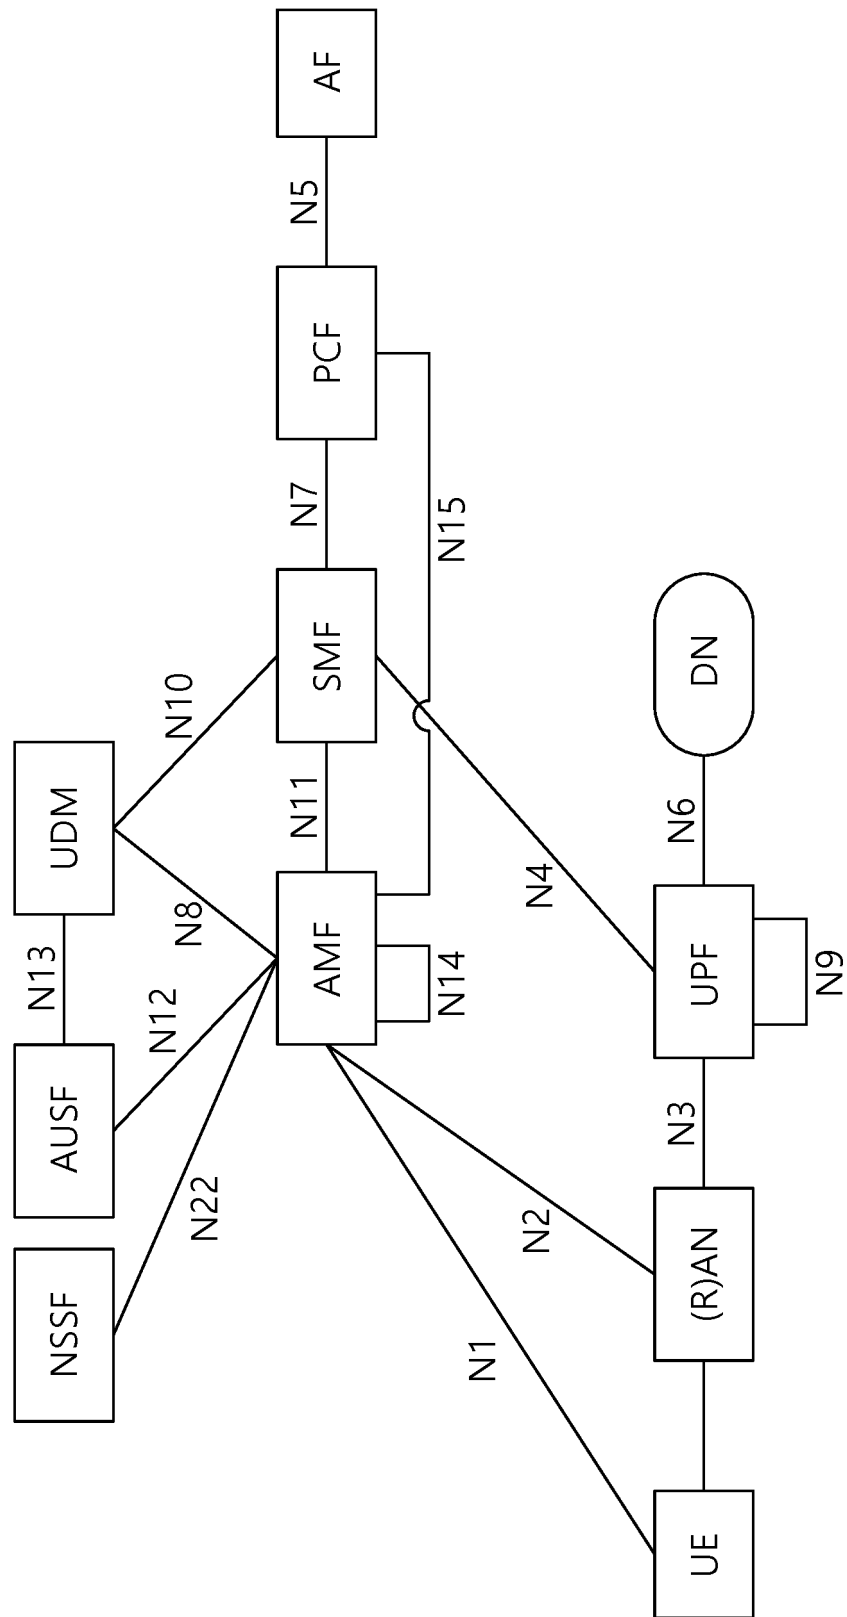 NSSF
AUSF
N13
UDM
N22
N12
N8
N10
AMF
N11
SMF
N7
PCF
N5
AF
N14
N15
N1
N2
N4
UE
(R)AN
N3
UPF
N6
DN
N9